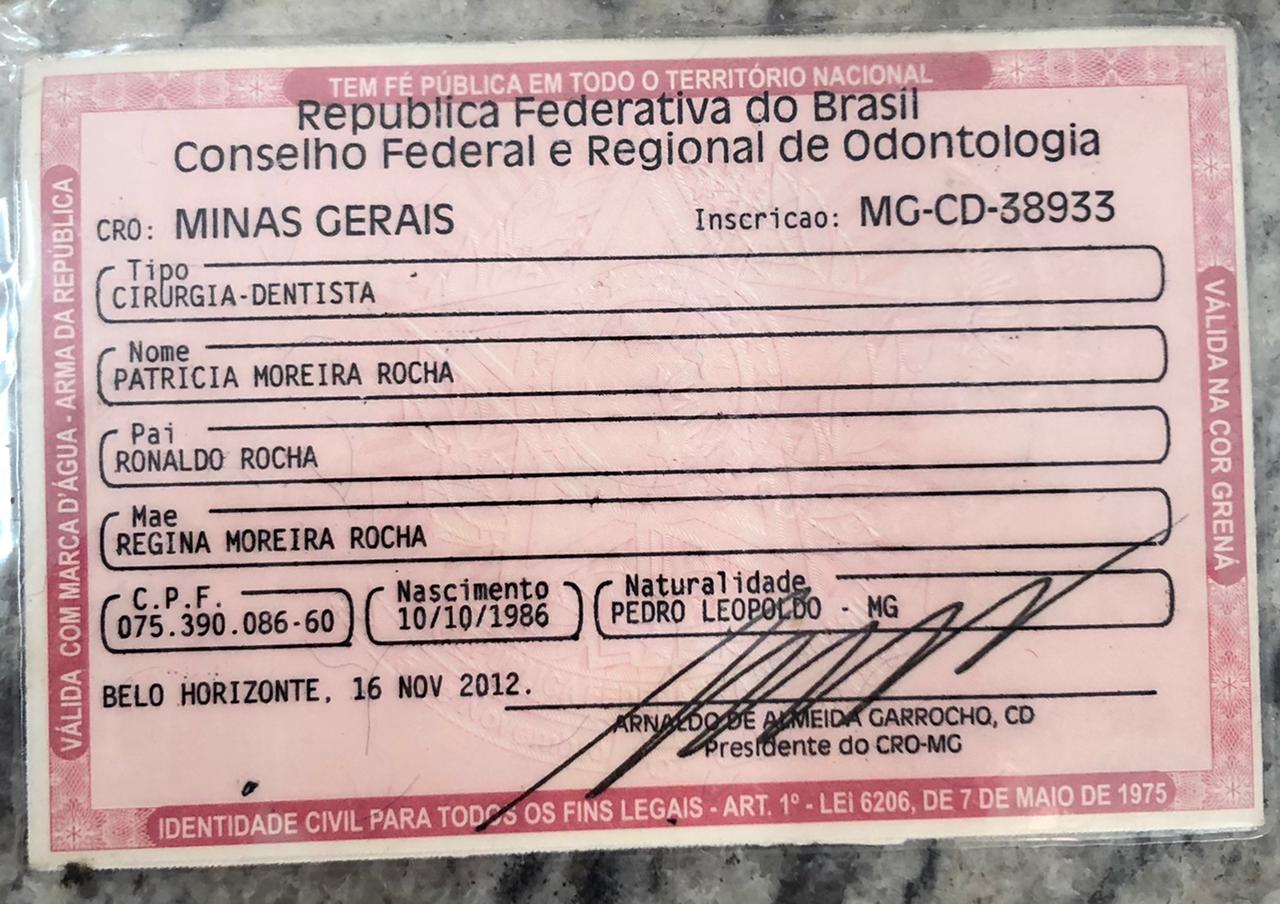 TEM FÉ PÚBLICA EM TODO O TERRITÓRIO NACIONAL
Republica Federativa do Brasil
Conselho Federal e Regional de Odontologia
CRO: MINAS GERAIS Inscricao: MG-CD-38933
Tipo
CIRURGIA-DENTISTA
Nome
PATRICIA MOREIRA ROCHA
Pai
RONALDO ROCHA
Mae
REGINA MOREIRA ROCHA
C.P.F. Nascimento Naturalidade
075.390.086-60 10/10/1986 PEDRO LEOPOLDO - MG
BELO HORIZONTE, 16 NOV 2012.
ARNALDO DE ALMEIDA GARROCHO, CD
Presidente do CRO-MG
IDENTIDADE CIVIL PARA TODOS OS FINS LEGAIS - ART. 1º - LEI 6206, DE 7 DE MAIO DE 1975
VÁLIDA COM MARCA D'ÁGUA - ARMA DA REPÚBLICA
VÁLIDA NA COR GRENÁ